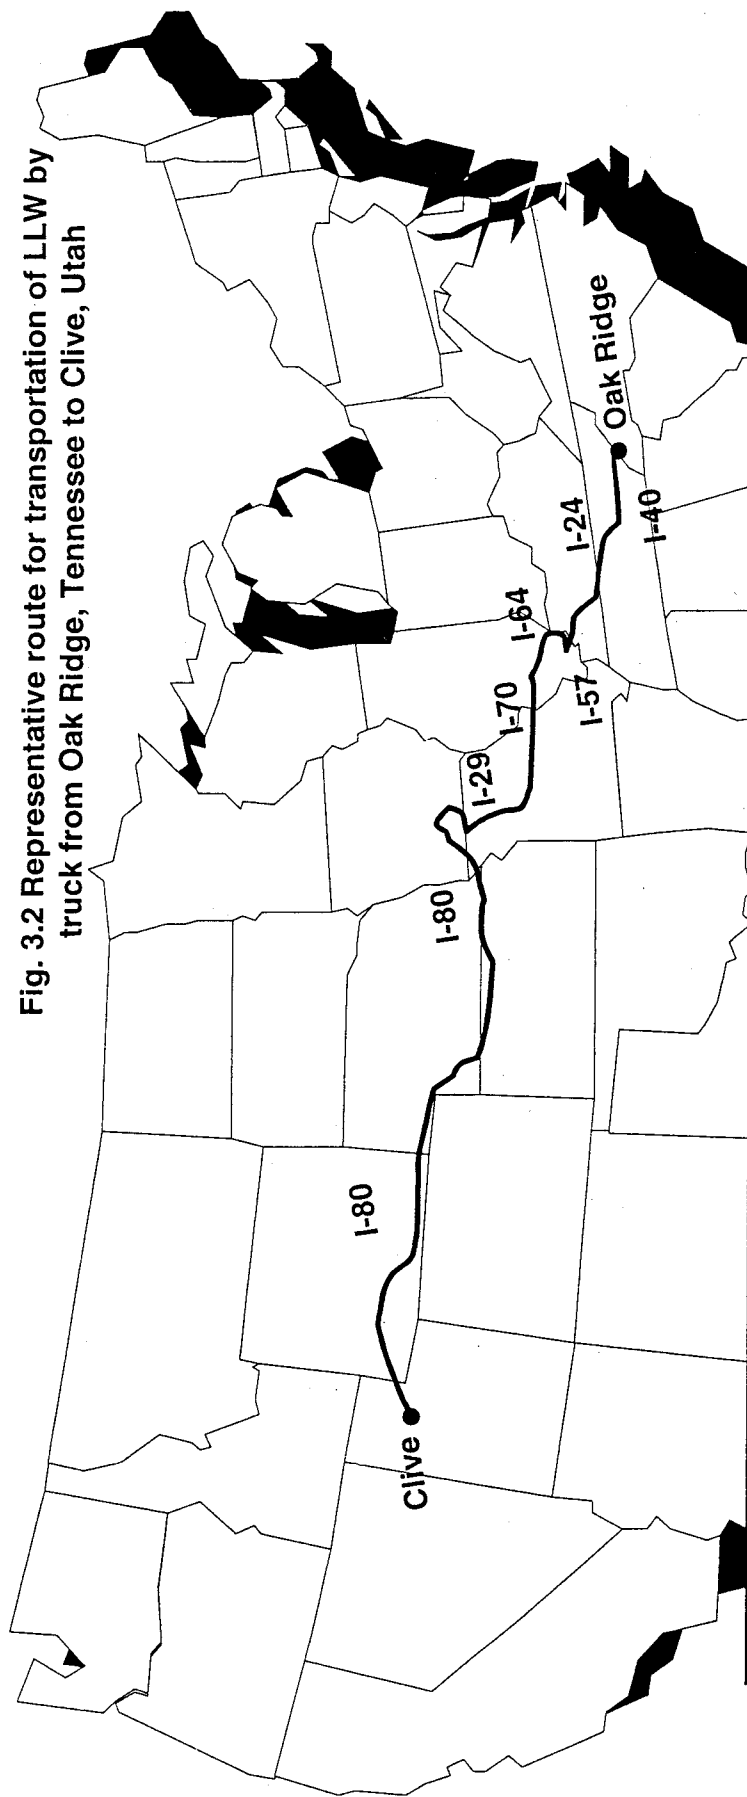 Fig. 3.2 Representative route for transportation of LLW by
truck from Oak Ridge, Tennessee to Clive, Utah
Clive
I-80
I-80
I-29
I-70
I-57
I-64
I-24
I-40
Oak Ridge